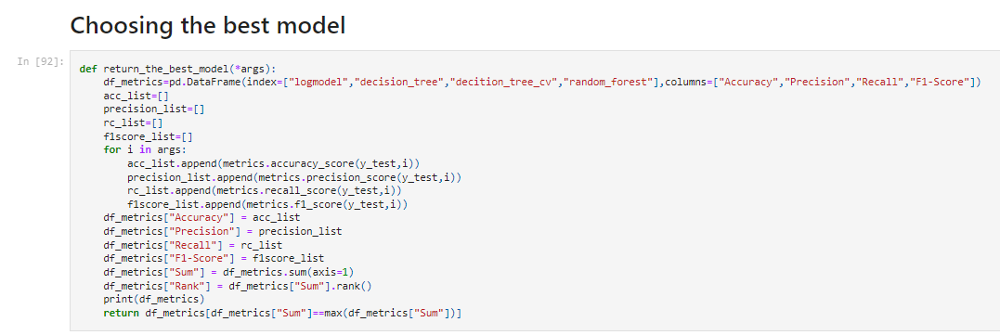 Choosing the best model
In [92]:
def return_the_best_model(*args):
    df_metrics=pd.DataFrame(index=["logmodel","decision_tree","decition_tree_cv","random_forest"],columns=["Accuracy","Precision","Recall","F1-Score"])
    acc_list=[]
    precision_list=[]
    rc_list=[]
    f1score_list=[]
    for i in args:
        acc_list.append(metrics.accuracy_score(y_test,i))
        precision_list.append(metrics.precision_score(y_test,i))
        rc_list.append(metrics.recall_score(y_test,i))
        f1score_list.append(metrics.f1_score(y_test,i))
    df_metrics["Accuracy"] = acc_list
    df_metrics["Precision"] = precision_list
    df_metrics["Recall"] = rc_list
    df_metrics["F1-Score"] = f1score_list
    df_metrics["Sum"] = df_metrics.sum(axis=1)
    df_metrics["Rank"] = df_metrics["Sum"].rank()
    print(df_metrics)
    return df_metrics[df_metrics["Sum"]==max(df_metrics["Sum"])]